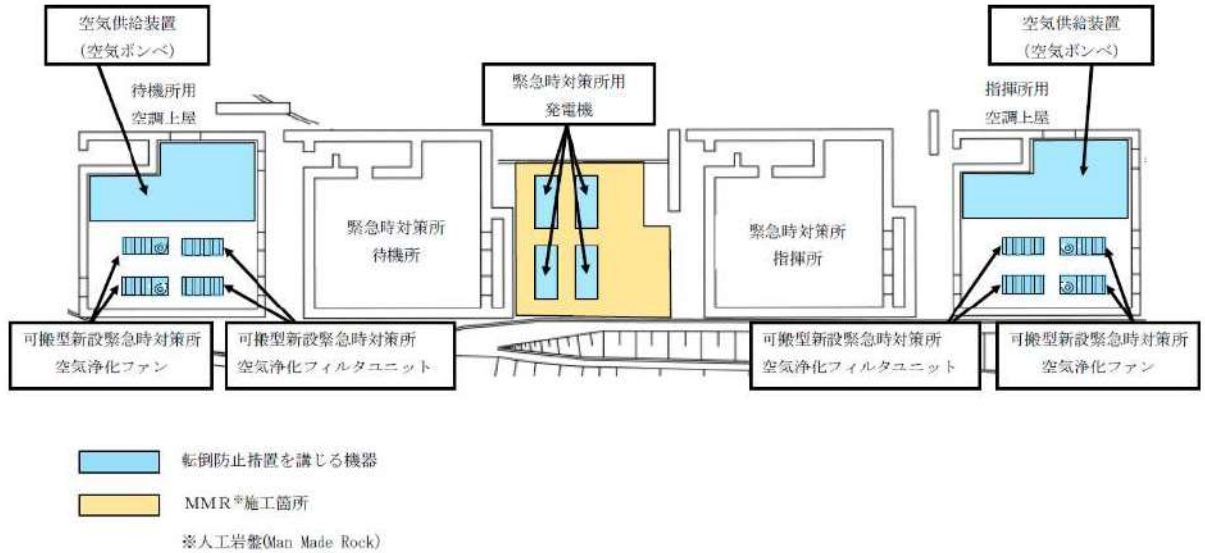 空気供給装置
(空気ボンベ)
空気供給装置
(空気ボンベ)
緊急時対策所用
発電機
待機所用
空調上屋
指揮所用
空調上屋
緊急時対策所
待機所
緊急時対策所
指揮所
可搬型新設緊急時対策所
空気浄化ファン
可搬型新設緊急時対策所
空気浄化フィルタユニット
可搬型新設緊急時対策所
空気浄化フィルタユニット
可搬型新設緊急時対策所
空気浄化ファン
転倒防止措置を講じる機器
MMR※施工箇所
※人工岩盤(Man Made Rock)